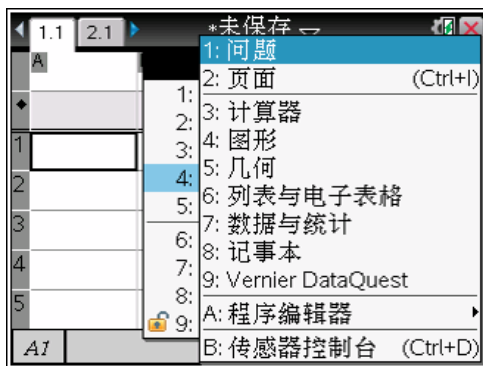 1.1 2.1 *未保存
A
1
2
3
4
5
A1
1:
2:
3:
4:
5:
6:
7:
8:
9:
1: 问题
2: 页面 (Ctrl+I)
3: 计算器
4: 图形
5: 几何
6: 列表与电子表格
7: 数据与统计
8: 记事本
9: Vernier DataQuest
A: 程序编辑器
B: 传感器控制台 (Ctrl+D)